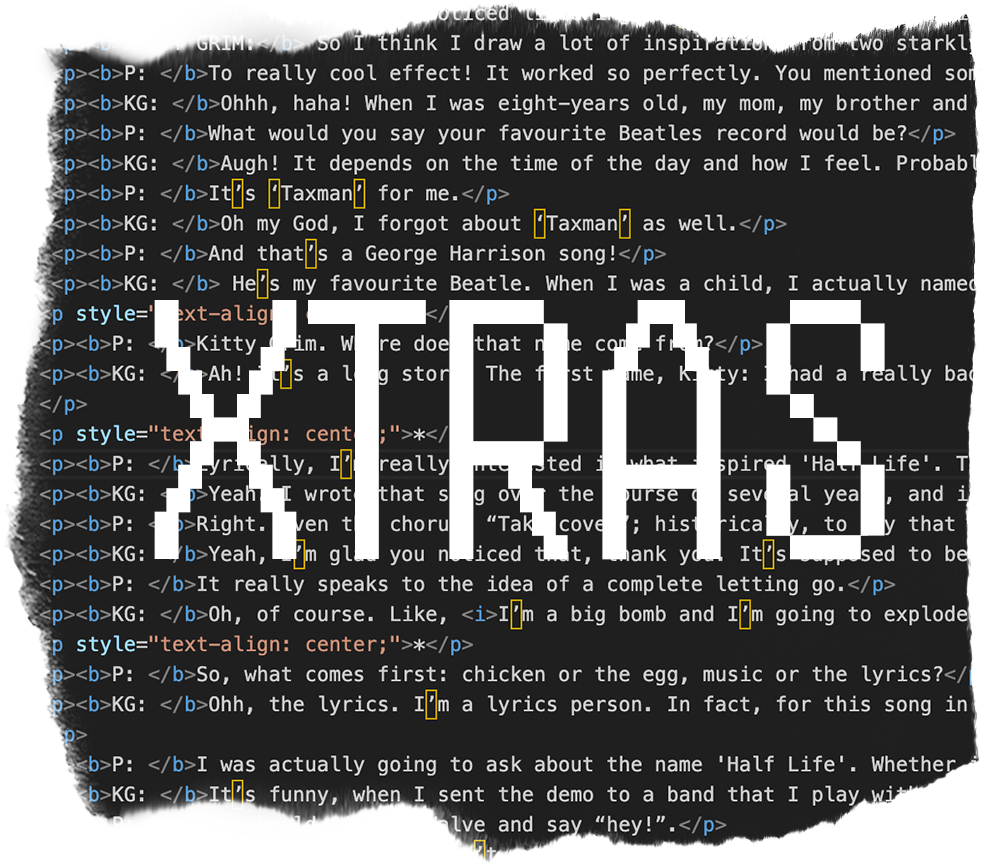 GRIM:</b> So I think I draw a lot of inspiration from two starkly
<p><b>P: </b>To really cool effect! It worked so perfectly. You mentioned som
<p><b>KG: </b>Ohhh, haha! When I was eight-years old, my mom, my brother and
<p><b>P: </b>What would you say your favourite Beatles record would be?</p>
<p><b>KG: </b>Augh! It depends on the time of the day and how I feel. Probabl
<p><b>P: </b>It’s ‘Taxman’ for me.</p>
<p><b>KG: </b>Oh my God, I forgot about ‘Taxman’ as well.</p>
<p><b>P: </b>And that’s a George Harrison song!</p>
<p><b>KG: </b> He’s my favourite Beatle. When I was a child, I actually named
<p style="text-align </
XTRAS
<p><b>P: </b>Kitty Grim. Where does that name come from?</p>
<p><b>KG: </b>Ah! It’s a long story. The first name, Kitty: I had a really bad
</p>
<p style="text-align: center;">*</
<p><b>P: </b>Lyrically, I’m really interested in what inspired 'Half Life'. T
<p><b>KG: </b>Yeah, I wrote that song over the course of several years, and i
<p><b>P: </b>Right. Even the chorus, “Take cover”; historically, to say that
<p><b>KG: </b>Yeah, I’m glad you noticed that, thank you. It’s supposed to be
<p><b>P: </b>It really speaks to the idea of a complete letting go.</p>
<p><b>KG: </b>Oh, of course. Like, <i>I’m a big bomb and I’m going to explode
<p style="text-align: center;">*</p>
<p><b>P: </b>So, what comes first: chicken or the egg, music or the lyrics?</
<p><b>KG: </b>Ohh, the lyrics. I’m a lyrics person. In fact, for this song in
p>
<b>P: </b>I was actually going to ask about the name 'Half Life'. Whether
b>KG: </b>It’s funny, when I sent the demo to a band that I play with
and say “hey!”.</p>